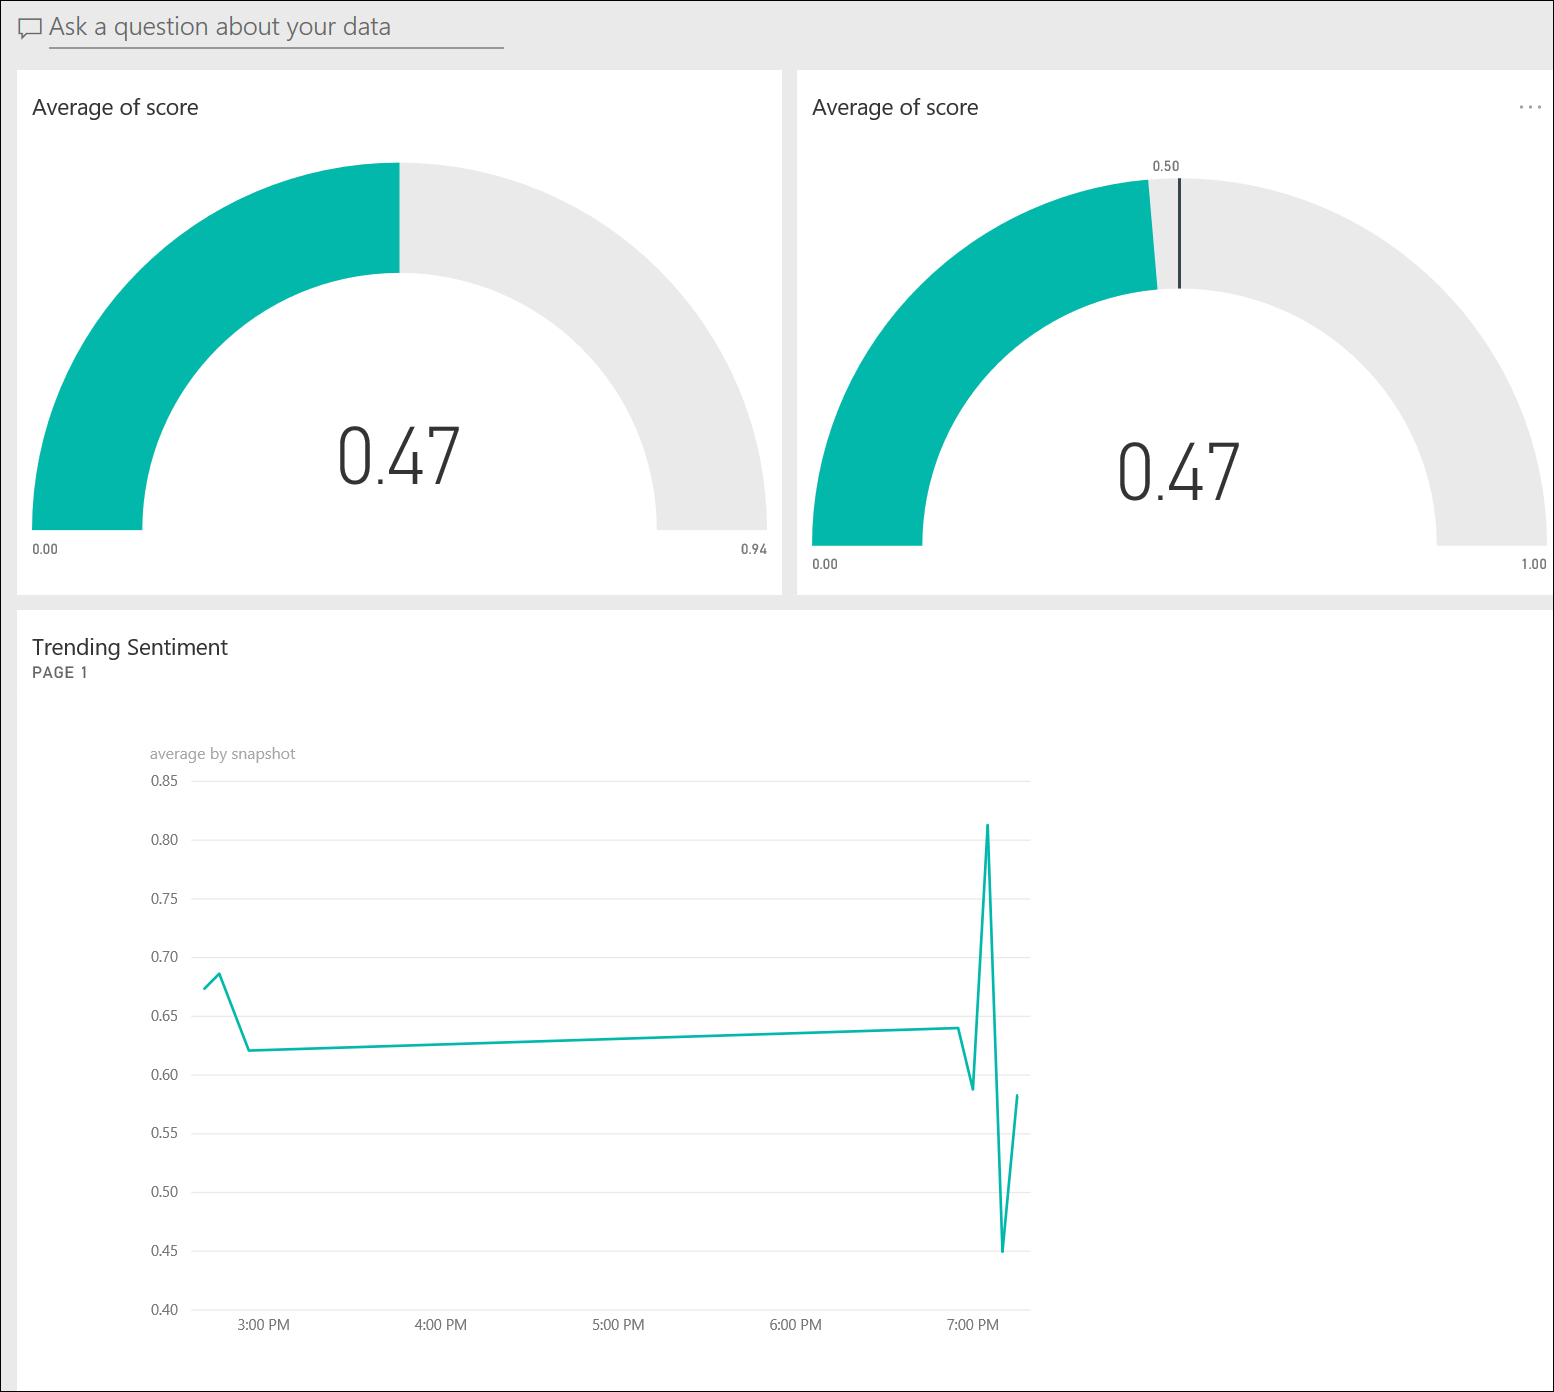 Ask a question about your data
Average of score
0.47
0.00
0.94
Average of score
...
0.50
0.47
0.00
1.00
Trending Sentiment
PAGE 1
average by snapshot
0.85
0.80
0.75
0.70
0.65
0.60
0.55
0.50
0.45
0.40
3:00 PM 4:00 PM 5:00 PM 6:00 PM 7:00 PM